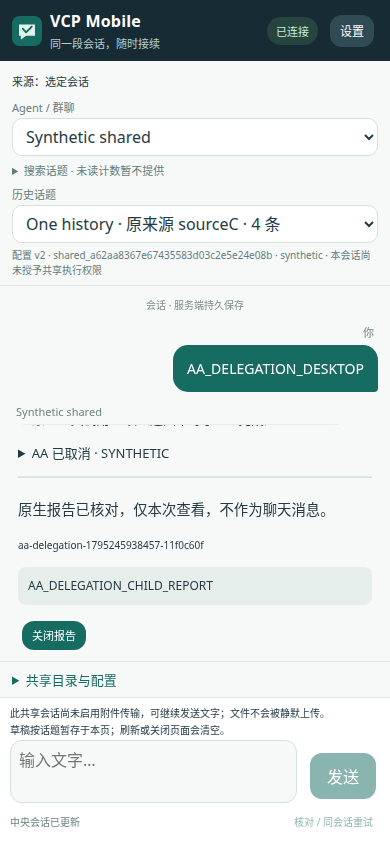 VCP Mobile
同一段会话，随时接续
已连接
设置
来源：选定会话
Agent / 群聊
Synthetic shared
搜索话题 · 未读计数暂不提供
历史话题
One history · 原来源 sourceC · 4 条
配置 v2 · shared_a62aa8367e67435583d03c2e5e24e08b · synthetic · 本会话尚
未授予共享执行权限
会话 · 服务端持久保存
你
AA_DELEGATION_DESKTOP
Synthetic shared
AA 已取消 · SYNTHETIC
原生报告已核对，仅本次查看，不作为聊天消息。
aa-delegation-1795245938457-11f0c60f
AA_DELEGATION_CHILD_REPORT
关闭报告
共享目录与配置
此共享会话尚未启用附件传输，可继续发送文字；文件不会被静默上传。
草稿按话题暂存于本页；刷新或关闭页面会清空。
输入文字…
发送
中央会话已更新
核对 / 同会话重试